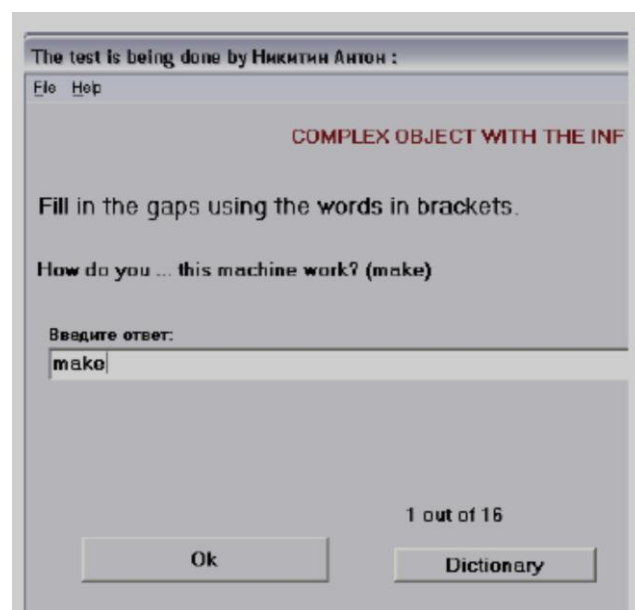 The test is being done by Никитин Антон :
File Help
COMPLEX OBJECT WITH THE INF
Fill in the gaps using the words in brackets.
How do you ... this machine work? (make)
Введите ответ:
make
1 out of 16
Ok
Dictionary